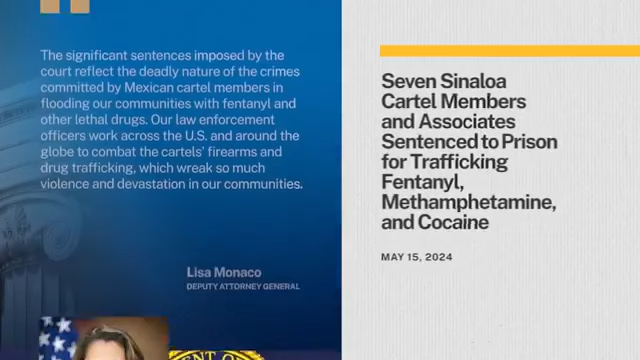 The significant sentences imposed by the
court reflect the deadly nature of the crimes
committed by Mexican cartel members in
flooding our communities with fentanyl and
other lethal drugs. Our law enforcement
officers work across the U.S. and around the
globe to combat the cartels' firearms and
drug trafficking, which wreak so much
violence and devastation in our communities.
Lisa Monaco
DEPUTY ATTORNEY GENERAL
Seven Sinaloa
Cartel Members
and Associates
Sentenced to Prison
for Trafficking
Fentanyl,
Methamphetamine,
and Cocaine
MAY 15, 2024